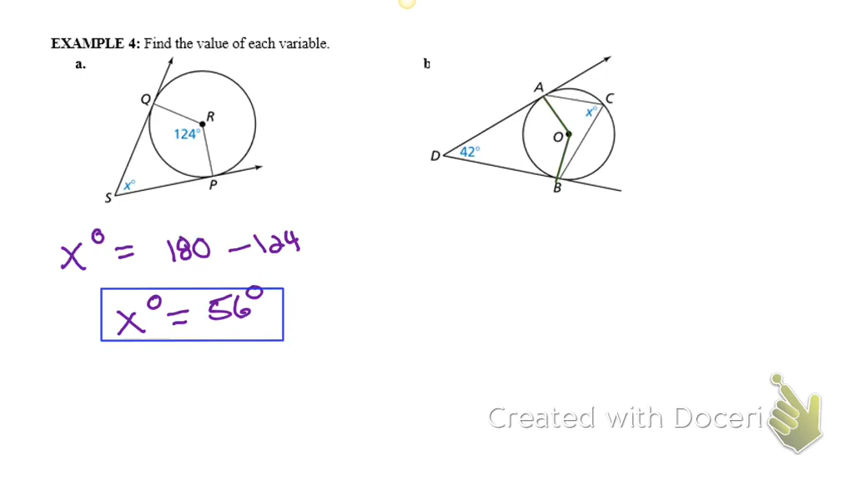 EXAMPLE 4: Find the value of each variable.
a.
Q
R
124°
x°
S
P
x° = 180 - 124
x° = 56°
b
A
C
x°
O
D
42°
B
Created with Doceri